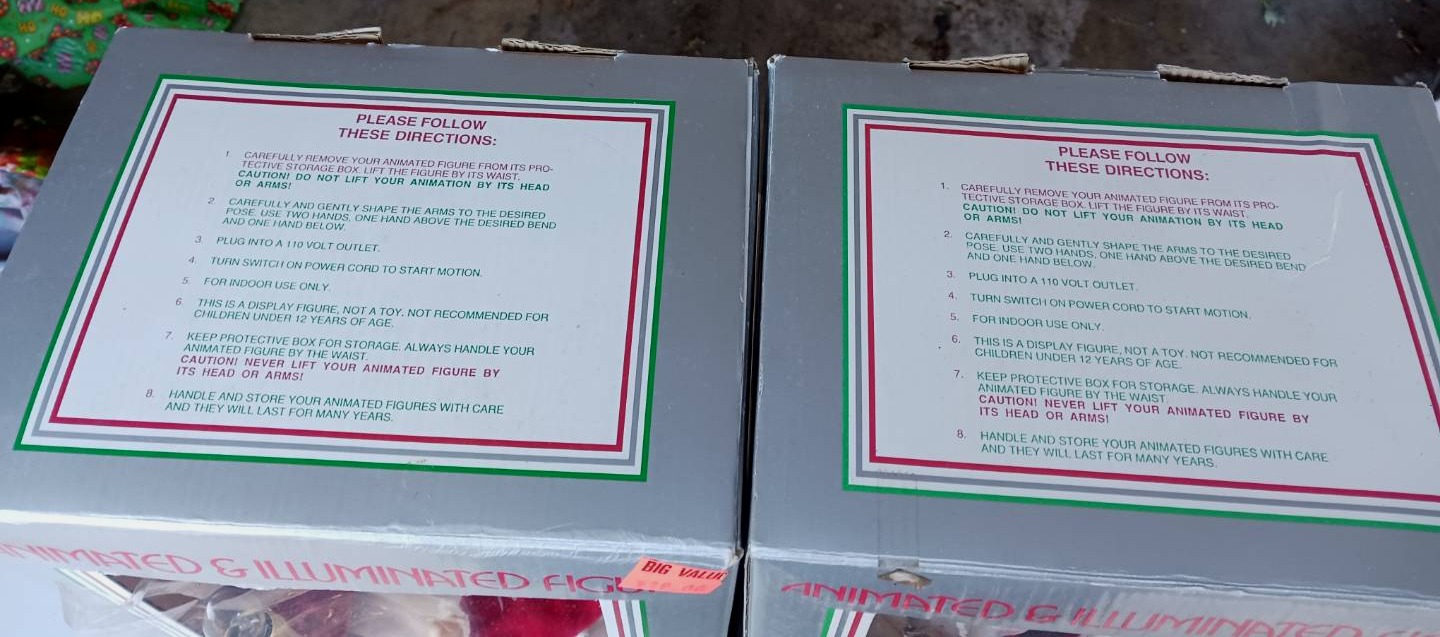 PLEASE FOLLOW
THESE DIRECTIONS:
1. CAREFULLY REMOVE YOUR ANIMATED FIGURE FROM ITS PRO-
TECTIVE STORAGE BOX. LIFT THE FIGURE BY ITS WAIST.
CAUTION! DO NOT LIFT YOUR ANIMATION BY ITS HEAD
OR ARMS!
2. CAREFULLY AND GENTLY SHAPE THE ARMS TO THE DESIRED
POSE. USE TWO HANDS, ONE HAND ABOVE THE DESIRED BEND
AND ONE HAND BELOW.
3. PLUG INTO A 110 VOLT OUTLET.
4. TURN SWITCH ON POWER CORD TO START MOTION.
5. FOR INDOOR USE ONLY.
6. THIS IS A DISPLAY FIGURE, NOT A TOY. NOT RECOMMENDED FOR
CHILDREN UNDER 12 YEARS OF AGE.
7. KEEP PROTECTIVE BOX FOR STORAGE. ALWAYS HANDLE YOUR
ANIMATED FIGURE BY THE WAIST.
CAUTION! NEVER LIFT YOUR ANIMATED FIGURE BY
ITS HEAD OR ARMS!
8. HANDLE AND STORE YOUR ANIMATED FIGURES WITH CARE
AND THEY WILL LAST FOR MANY YEARS.
ANIMATED & ILLUMINATED FIGU
BIG VALUE
PLEASE FOLLOW
THESE DIRECTIONS:
1. CAREFULLY REMOVE YOUR ANIMATED FIGURE FROM ITS PRO-
TECTIVE STORAGE BOX. LIFT THE FIGURE BY ITS WAIST.
CAUTION! DO NOT LIFT YOUR ANIMATION BY ITS HEAD
OR ARMS!
2. CAREFULLY AND GENTLY SHAPE THE ARMS TO THE DESIRED
POSE. USE TWO HANDS, ONE HAND ABOVE THE DESIRED BEND
AND ONE HAND BELOW.
3. PLUG INTO A 110 VOLT OUTLET.
4. TURN SWITCH ON POWER CORD TO START MOTION.
5. FOR INDOOR USE ONLY.
6. THIS IS A DISPLAY FIGURE, NOT A TOY. NOT RECOMMENDED FOR
CHILDREN UNDER 12 YEARS OF AGE.
7. KEEP PROTECTIVE BOX FOR STORAGE. ALWAYS HANDLE YOUR
ANIMATED FIGURE BY THE WAIST.
CAUTION! NEVER LIFT YOUR ANIMATED FIGURE BY
ITS HEAD OR ARMS!
8. HANDLE AND STORE YOUR ANIMATED FIGURES WITH CARE
AND THEY WILL LAST FOR MANY YEARS.
ANIMATED & ILLUMINATED